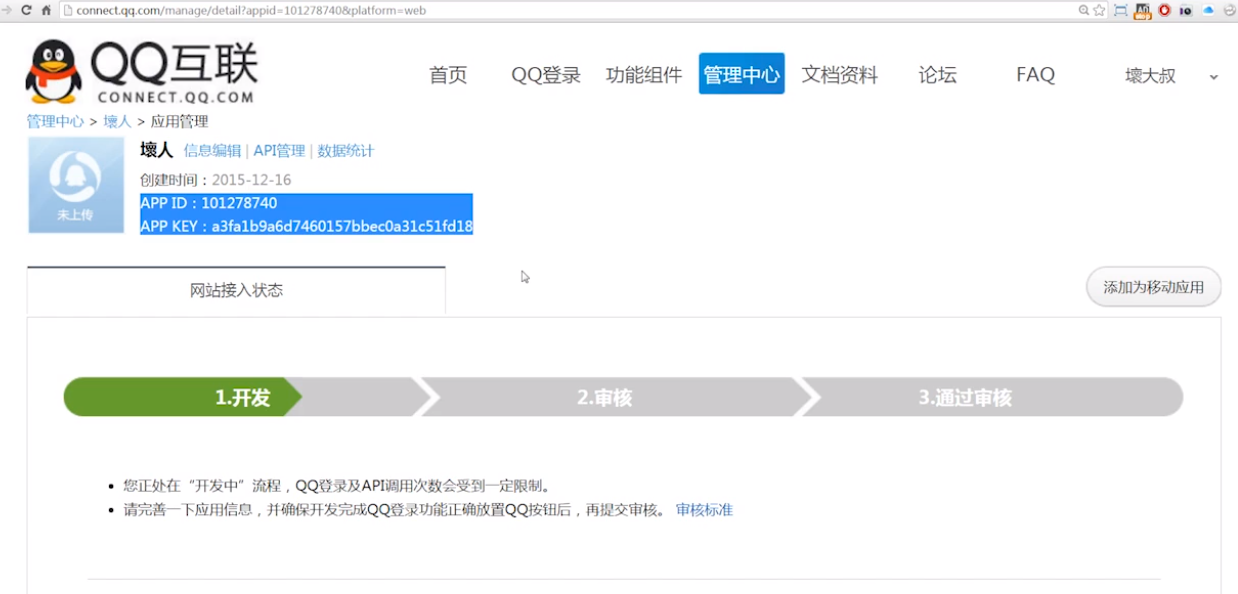 connect.qq.com/manage/detail?appid=101278740&platform=web
QQ互联
CONNECT.QQ.COM
首页 QQ登录 功能组件 管理中心 文档资料 论坛 FAQ 壞大叔
管理中心 > 壞人 > 应用管理
壞人 信息编辑 | API管理 | 数据统计
创建时间：2015-12-16
APP ID：101278740
APP KEY：a3fa1b9a6d7460157bbec0a31c51fd18
未上传
网站接入状态
添加为移动应用
1.开发 2.审核 3.通过审核
您正处在“开发中”流程，QQ登录及API调用次数会受到一定限制。
请完善一下应用信息，并确保开发完成QQ登录功能正确放置QQ按钮后，再提交审核。 审核标准